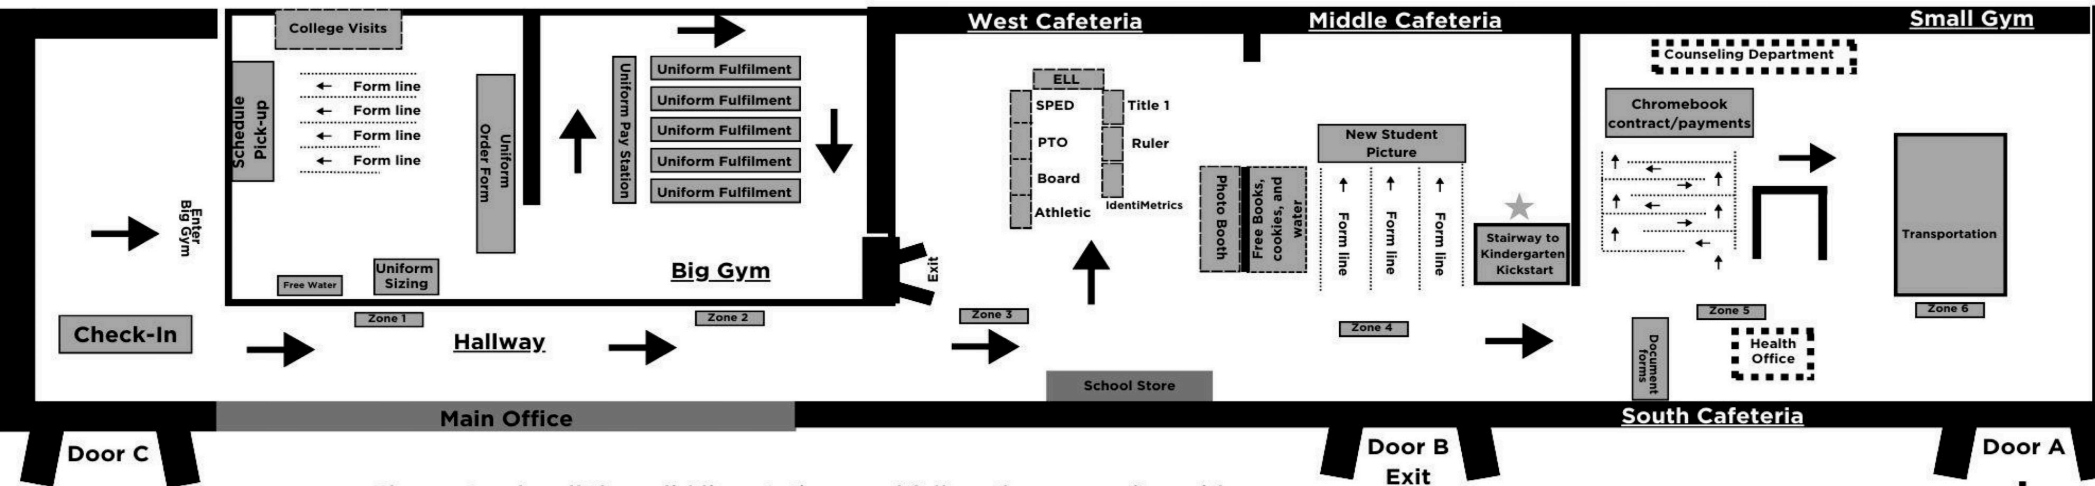 West Cafeteria
Middle Cafeteria
Small Gym
College Visits
Schedule
Pick-up
Form line
Form line
Form line
Form line
Uniform
Order Form
Uniform Pay Station
Uniform Fulfilment
Uniform Fulfilment
Uniform Fulfilment
Uniform Fulfilment
Uniform Fulfilment
Enter
Big Gym
Free Water
Uniform
Sizing
Big Gym
Exit
Check-In
Zone 1
Hallway
Zone 2
ELL
SPED
PTO
Board
Athletic
Title 1
Ruler
IdentiMetrics
Zone 3
School Store
Photo Booth
Free Books,
cookies, and
water
New Student
Picture
Form line
Form line
Form line
Stairway to
Kindergarten
Kickstart
Zone 4
Counseling Department
Chromebook
contract/payments
Transportation
Zone 5
Zone 6
Document
forms
Health
Office
Main Office
South Cafeteria
Door C
Door B
Exit
Door A